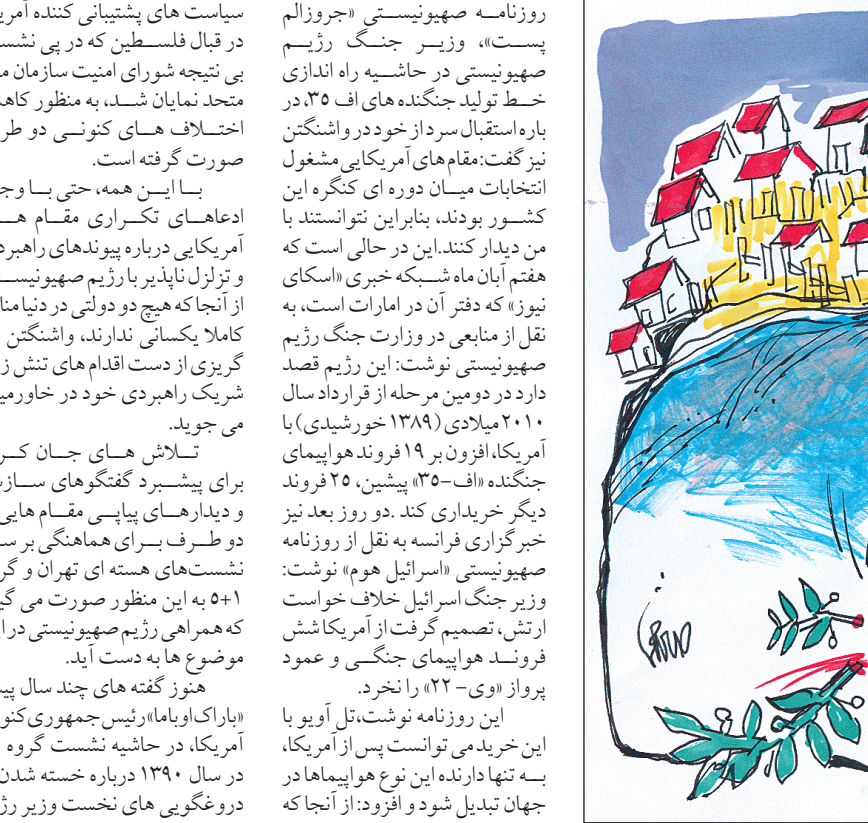 روزنامه صهیونیستی «جروزالم
پست»، وزیر جنگ رژیم
صهیونیستی در حاشیه راه اندازی
خط تولید جنگنده های اف ۳۵، در
باره استقبال سرد از خود در واشنگتن
نیز گفت: مقام های آمریکایی مشغول
انتخابات میان دوره ای کنگره این
کشور بودند، بنابراین نتوانستند با
من دیدار کنند.این در حالی است که
هفتم آبان ماه شبکه خبری «اسکای
نیوز» که دفتر آن در امارات است، به
نقل از منابعی در وزارت جنگ رژیم
صهیونیستی نوشت: این رژیم قصد
دارد در دومین مرحله از قرارداد سال
۲۰۱۰ میلادی (۱۳۸۹ خورشیدی) با
آمریکا، افزون بر ۱۹ فروند هواپیمای
جنگنده «اف-۳۵» پیشین، ۲۵ فروند
دیگر خریداری کند .دو روز بعد نیز
خبرگزاری فرانسه به نقل از روزنامه
صهیونیستی «اسرائیل هوم» نوشت:
وزیر جنگ اسرائیل خلاف خواست
ارتش، تصمیم گرفت از آمریکا شش
فروند هواپیمای جنگی و عمود
پرواز «وی- ۲۲» را نخرد.
این روزنامه نوشت،تل آویو با
این خرید می توانست پس از آمریکا،
به تنها دارنده این نوع هواپیماها در
جهان تبدیل شود و افزود: از آنجا که
سیاست های پشتیبانی کننده
در قبال فلسطین که در پی
بی نتیجه شورای امنیت سازمان
متحد نمایان شد، به منظور
اختلاف های کنونی دو
صورت گرفته است.
با این همه، حتی با
ادعاهای تکراری مقام
آمریکایی درباره پیوندهای
و تزلزل ناپذیر با رژیم
از آنجا که هیچ دو دولتی در دنیا
کاملا یکسانی ندارند، واشنگتن
گریزی از دست اقدام های تنش
شریک راهبردی خود در
می جوید.
تلاش های جان
برای پیشبرد گفتگوهای
و دیدارهای پیاپی مقام هایی
دو طرف برای هماهنگی بر
نشست‌های هسته ای تهران و
۵+۱ به این منظور صورت می
که همراهی رژیم صهیونیستی در
موضوع ها به دست آید.
هنوز گفته های چند سال
«باراک اوباما» رئیس جمهوری
آمریکا، در حاشیه نشست گروه
در سال ۱۳۹۰ درباره خسته شدن
دروغگویی های نخست وزیر